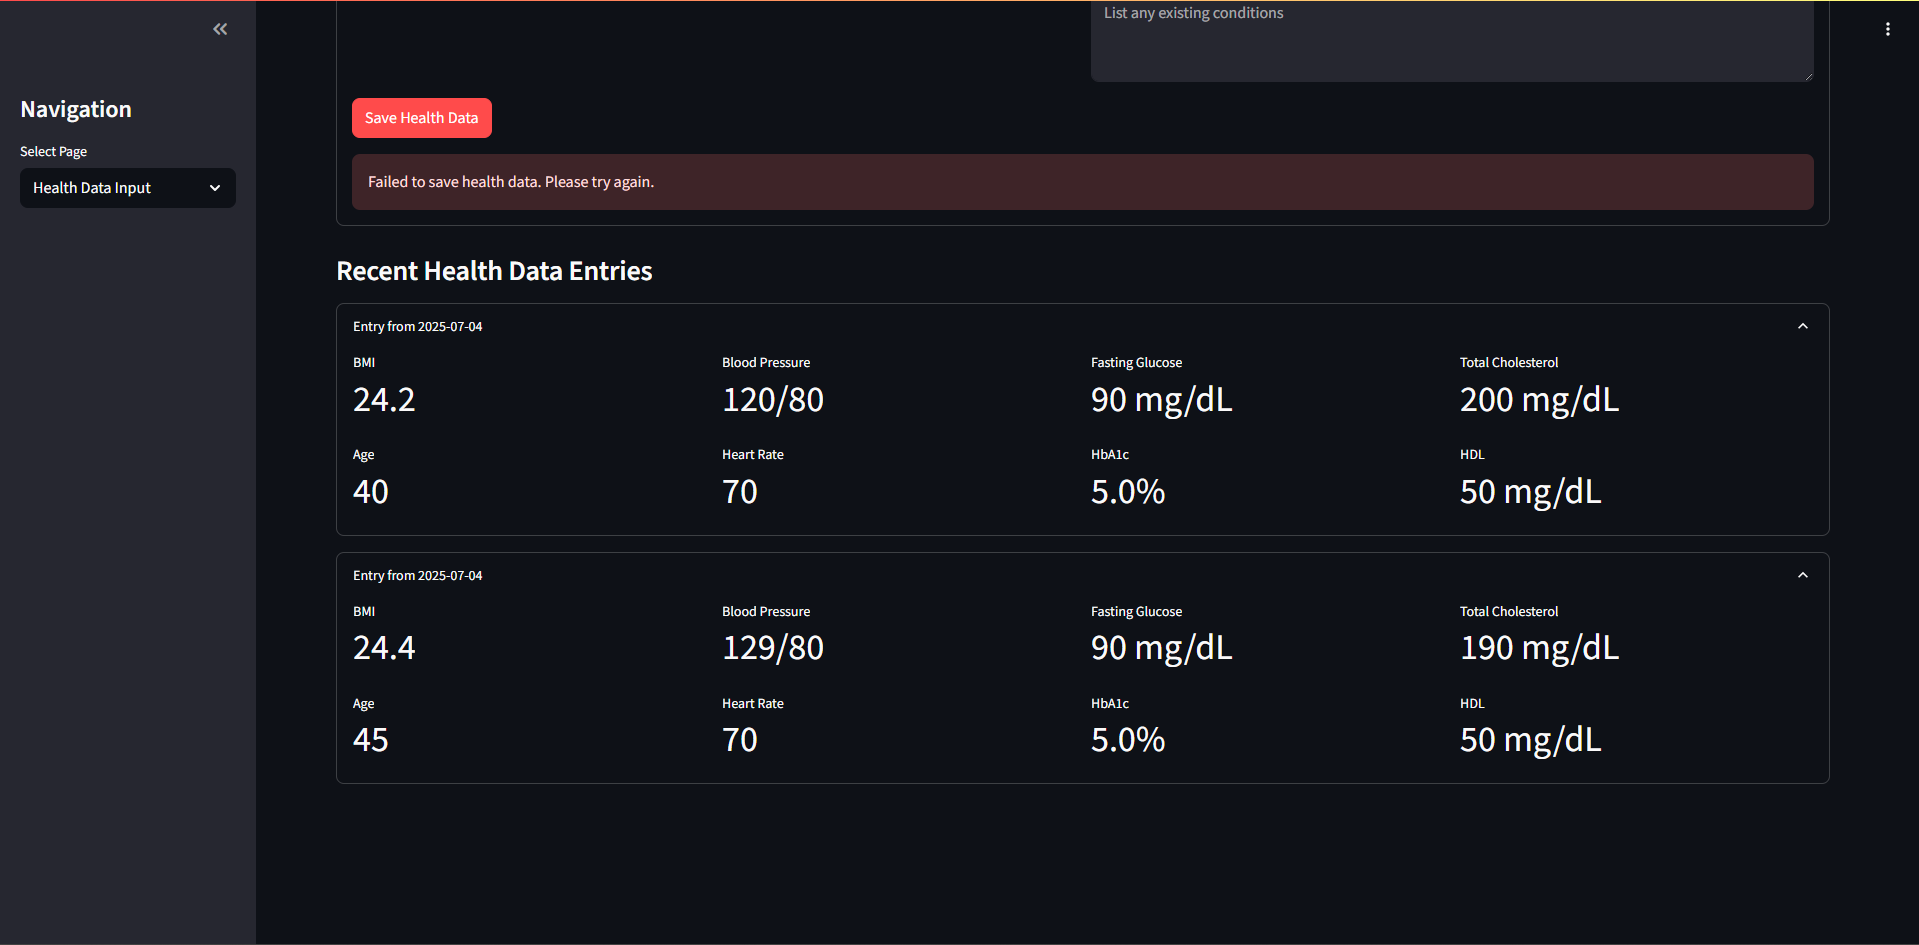 Navigation
Select Page
Health Data Input
List any existing conditions
Save Health Data
Failed to save health data. Please try again.
Recent Health Data Entries
Entry from 2025-07-04
BMI Blood Pressure Fasting Glucose Total Cholesterol
24.2 120/80 90 mg/dL 200 mg/dL
Age Heart Rate HbA1c HDL
40 70 5.0% 50 mg/dL
Entry from 2025-07-04
BMI Blood Pressure Fasting Glucose Total Cholesterol
24.4 129/80 90 mg/dL 190 mg/dL
Age Heart Rate HbA1c HDL
45 70 5.0% 50 mg/dL